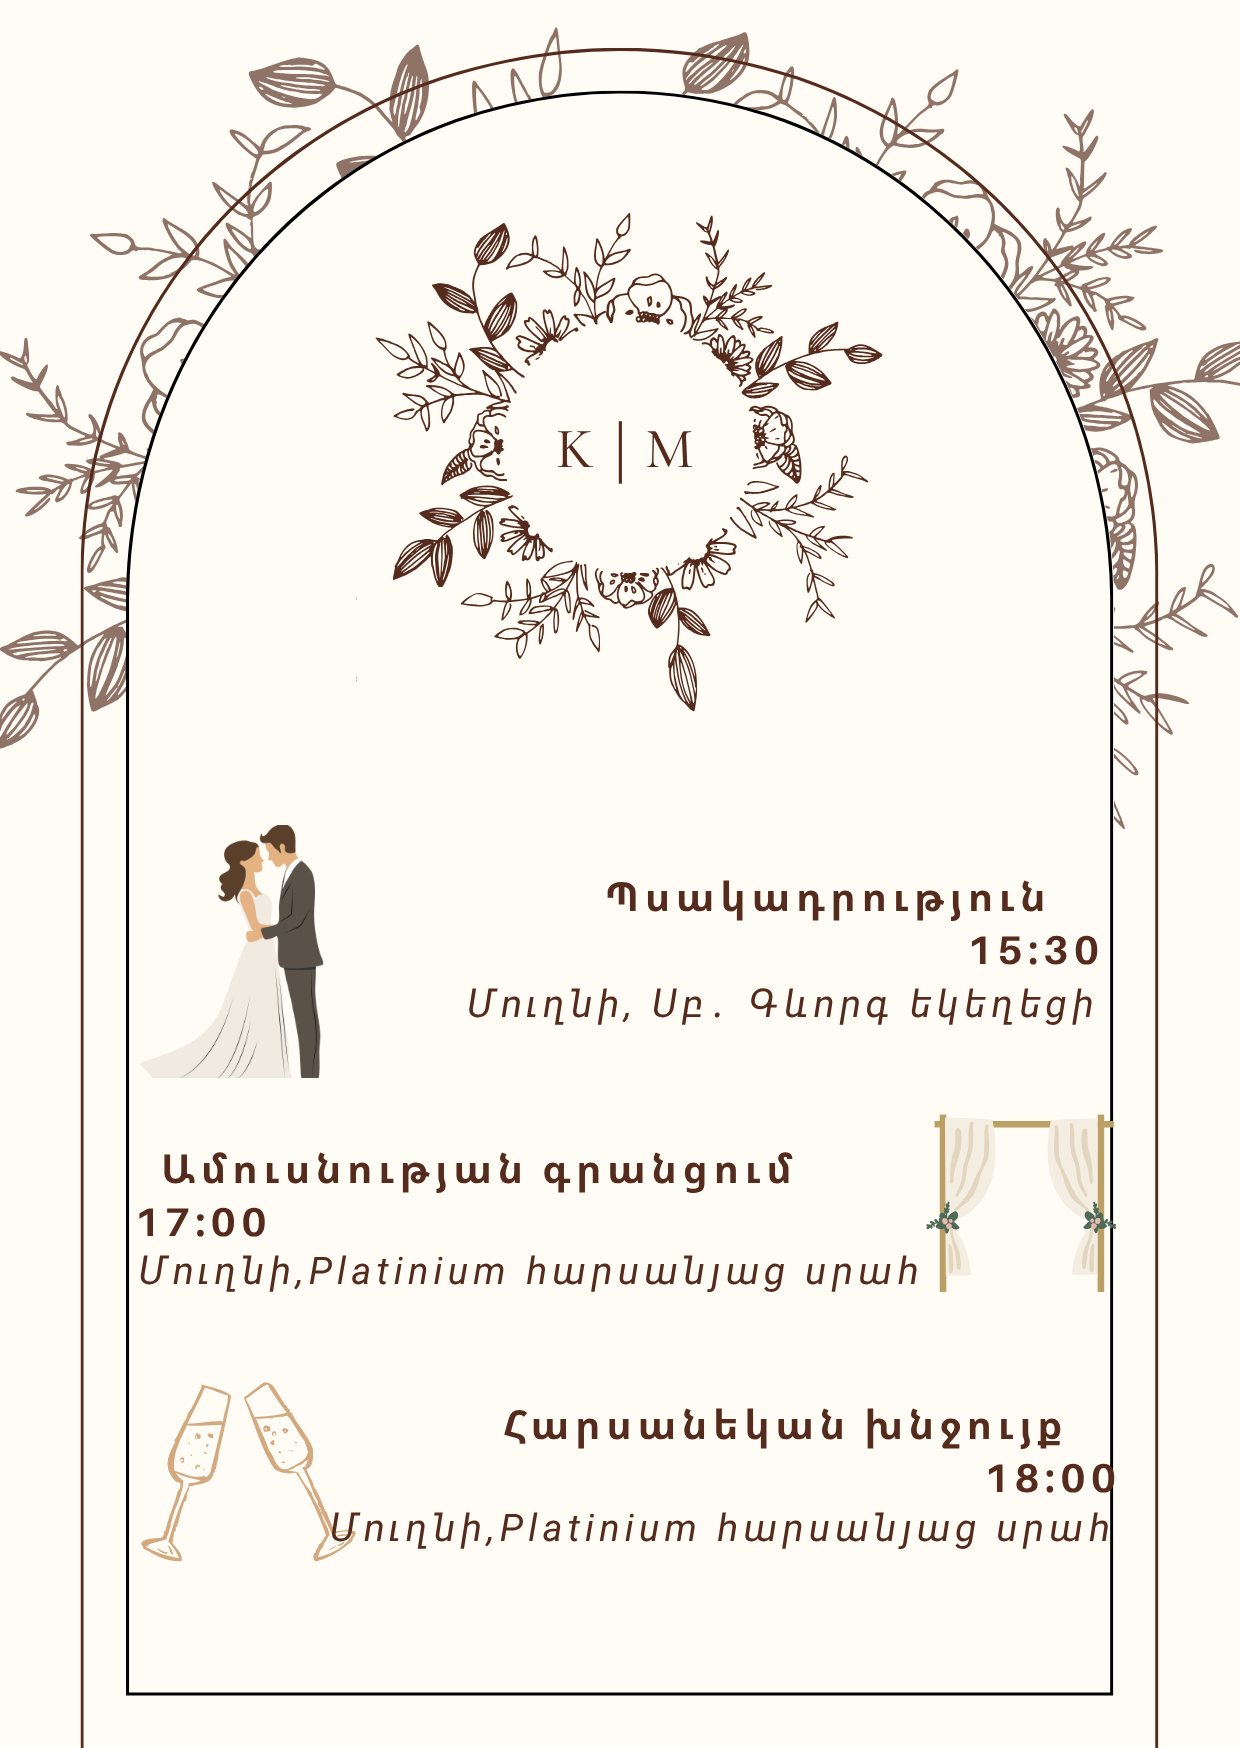 K | M
Պսակադրություն
15:30
Մուղնի, Սբ. Գևորգ եկեղեցի
Ամուսնության գրանցում
17:00
Մուղնի,Platinium հարսանյաց սրահ
Հարսանեկան խնջույք
18:00
Մուղնի,Platinium հարսանյաց սրահ